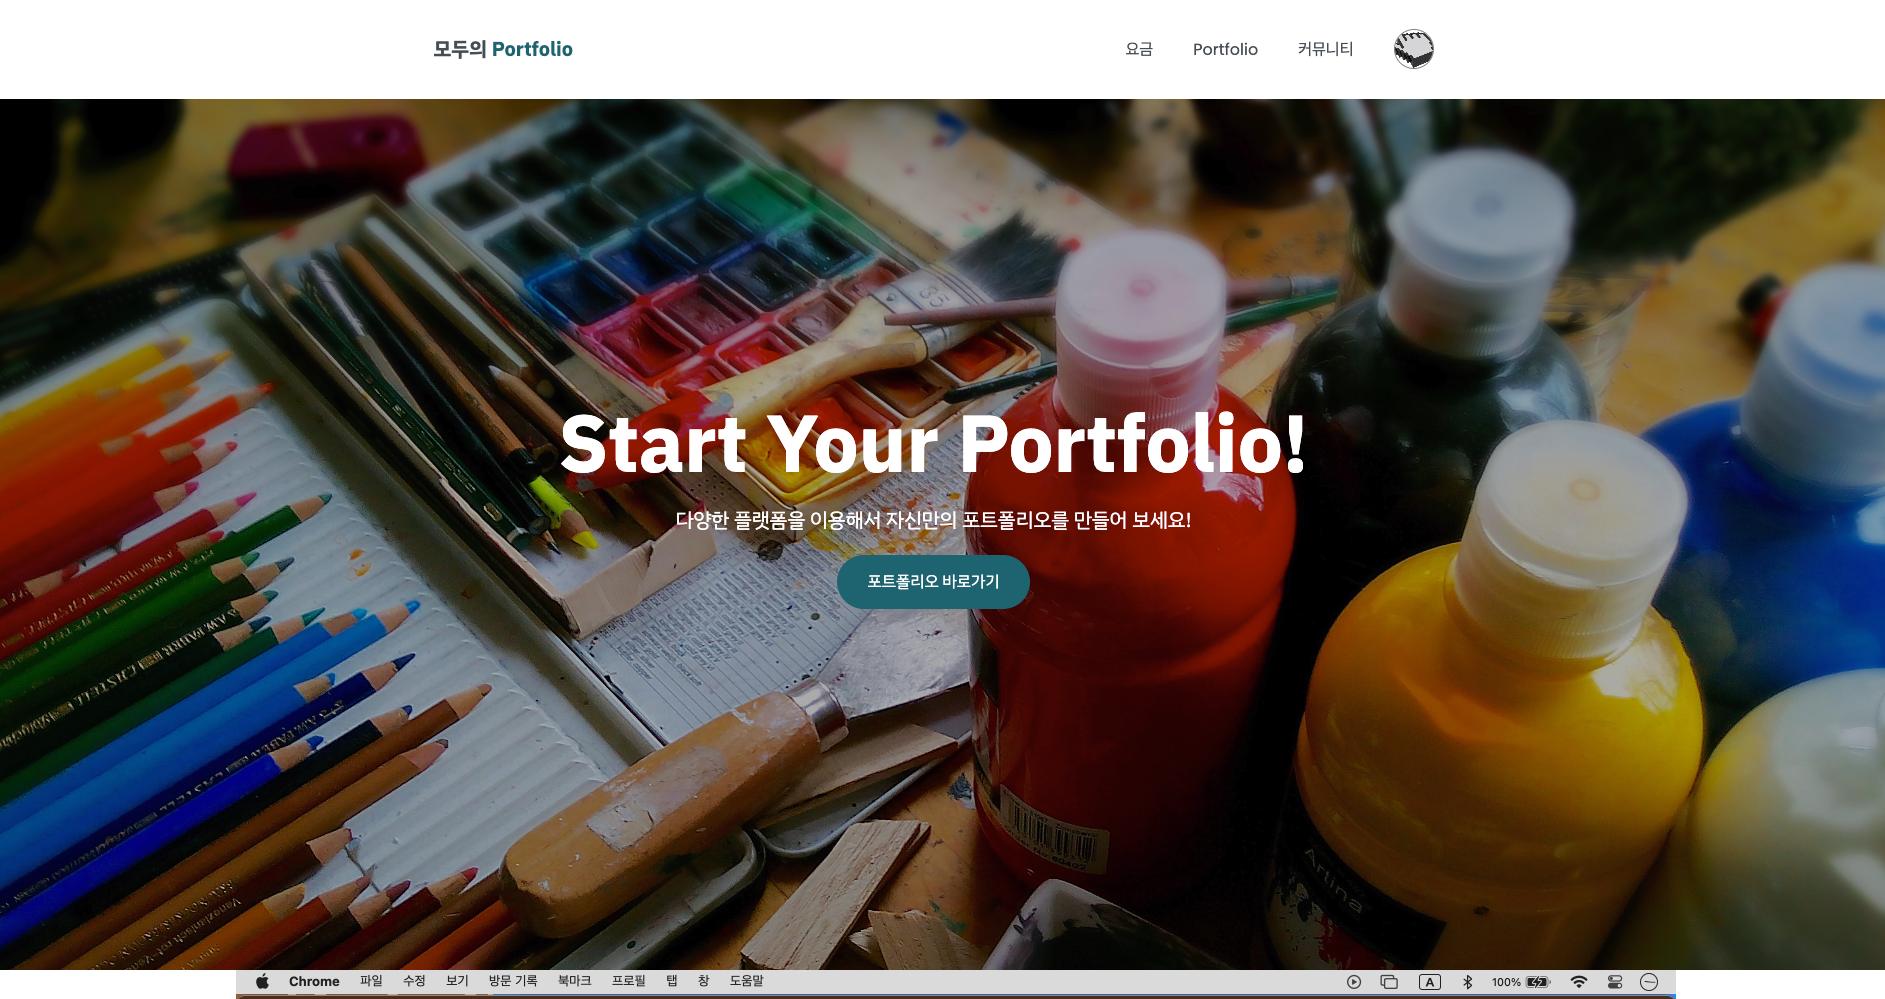 모두의 Portfolio
요금 Portfolio 커뮤니티
Start Your Portfolio!
다양한 플랫폼을 이용해서 자신만의 포트폴리오를 만들어 보세요!
포트폴리오 바로가기
Chrome 파일 수정 보기 방문 기록 북마크 프로필 탭 창 도움말 A 100%